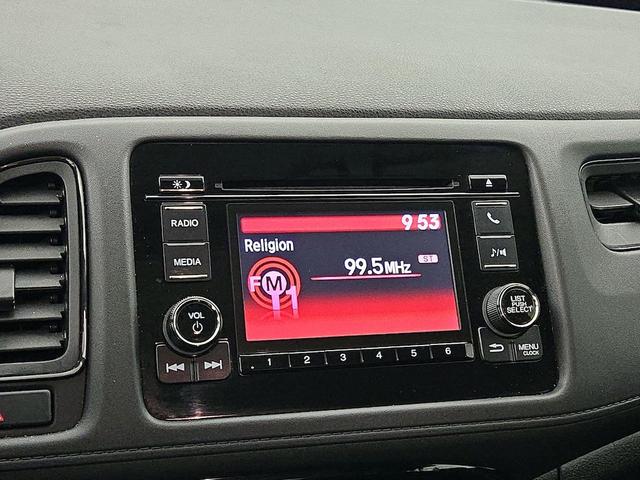 RADIO
MEDIA
VOL
9 53
Religion
FM1
99.5MHz
ST
LIST
PUSH
SELECT
MENU
CLOCK
1 2 3 4 5 6